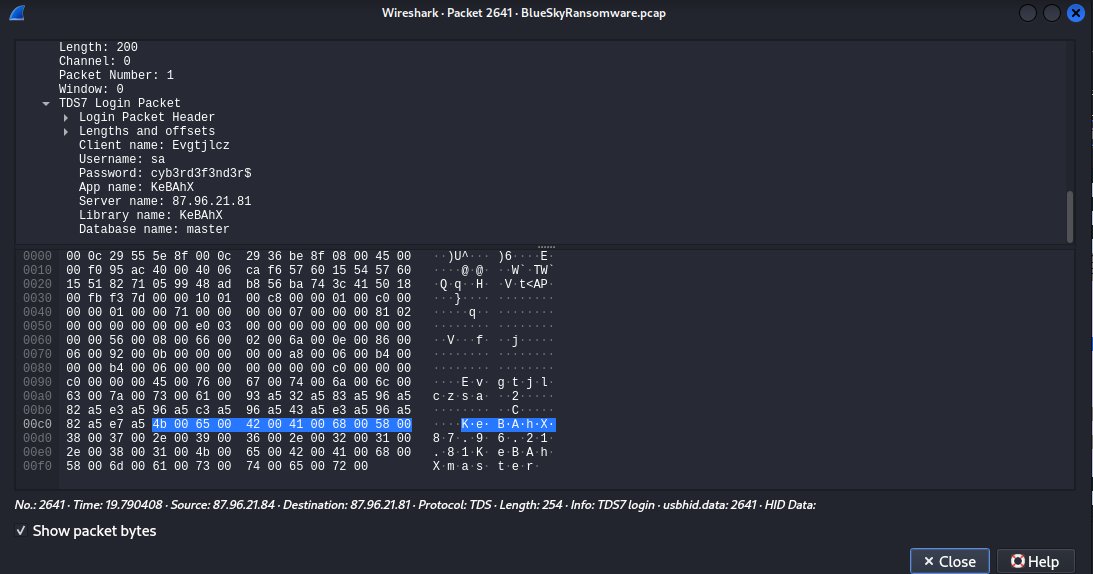 Wireshark · Packet 2641 · BlueSkyRansomware.pcap
Length: 200
Channel: 0
Packet Number: 1
Window: 0
TDS7 Login Packet
Login Packet Header
Lengths and offsets
Client name: Evgtjlcz
Username: sa
Password: cyb3rd3f3nd3r$
App name: KeBAhX
Server name: 87.96.21.81
Library name: KeBAhX
Database name: master
0000 00 0c 29 55 5e 8f 00 0c 29 36 be 8f 08 00 45 00 ··)U^··· )6····E·
0010 00 f0 95 ac 40 00 40 06 ca f6 57 60 15 54 57 60 ····@·@· ··W`·TW`
0020 15 51 82 71 05 99 48 ad b8 56 ba 74 3c 41 50 18 ·Q·q··H· ·V·t<AP·
0030 00 fb f3 7d 00 00 10 01 00 c8 00 00 01 00 c0 00 ···}···· ········
0040 00 00 01 00 00 71 00 00 00 00 00 07 00 00 81 02 ·····q·· ········
0050 00 00 00 00 00 00 e0 03 00 00 00 00 00 00 00 00 ········ ········
0060 00 00 56 00 08 00 66 00 02 00 6a 00 0e 00 86 00 ··V···f· ··j·····
0070 06 00 92 00 0b 00 00 00 00 00 a8 00 06 00 b4 00 ········ ········
0080 00 00 b4 00 06 00 00 00 00 00 00 00 c0 00 00 00 ········ ········
0090 c0 00 00 00 45 00 76 00 67 00 74 00 6a 00 6c 00 ····E·v· g·t·j·l·
00a0 63 00 7a 00 73 00 61 00 93 a5 32 a5 83 a5 96 a5 c·z·s·a· ··2·····
00b0 82 a5 e3 a5 96 a5 c3 a5 96 a5 43 a5 e3 a5 96 a5 ········ ··C·····
00c0 82 a5 e7 a5 4b 00 65 00 42 00 41 00 68 00 58 00 ····K·e· B·A·h·X·
00d0 38 00 37 00 2e 00 39 00 36 00 2e 00 32 00 31 00 8·7·.·9· 6·.·2·1·
00e0 2e 00 38 00 31 00 4b 00 65 00 42 00 41 00 68 00 .·8·1·K· e·B·A·h·
00f0 58 00 6d 00 61 00 73 00 74 00 65 00 72 00 X·m·a·s· t·e·r·
No.: 2641 · Time: 19.790408 · Source: 87.96.21.84 · Destination: 87.96.21.81 · Protocol: TDS · Length: 254 · Info: TDS7 login · usbhid.data: 2641 · HID Data:
Show packet bytes
Close
Help